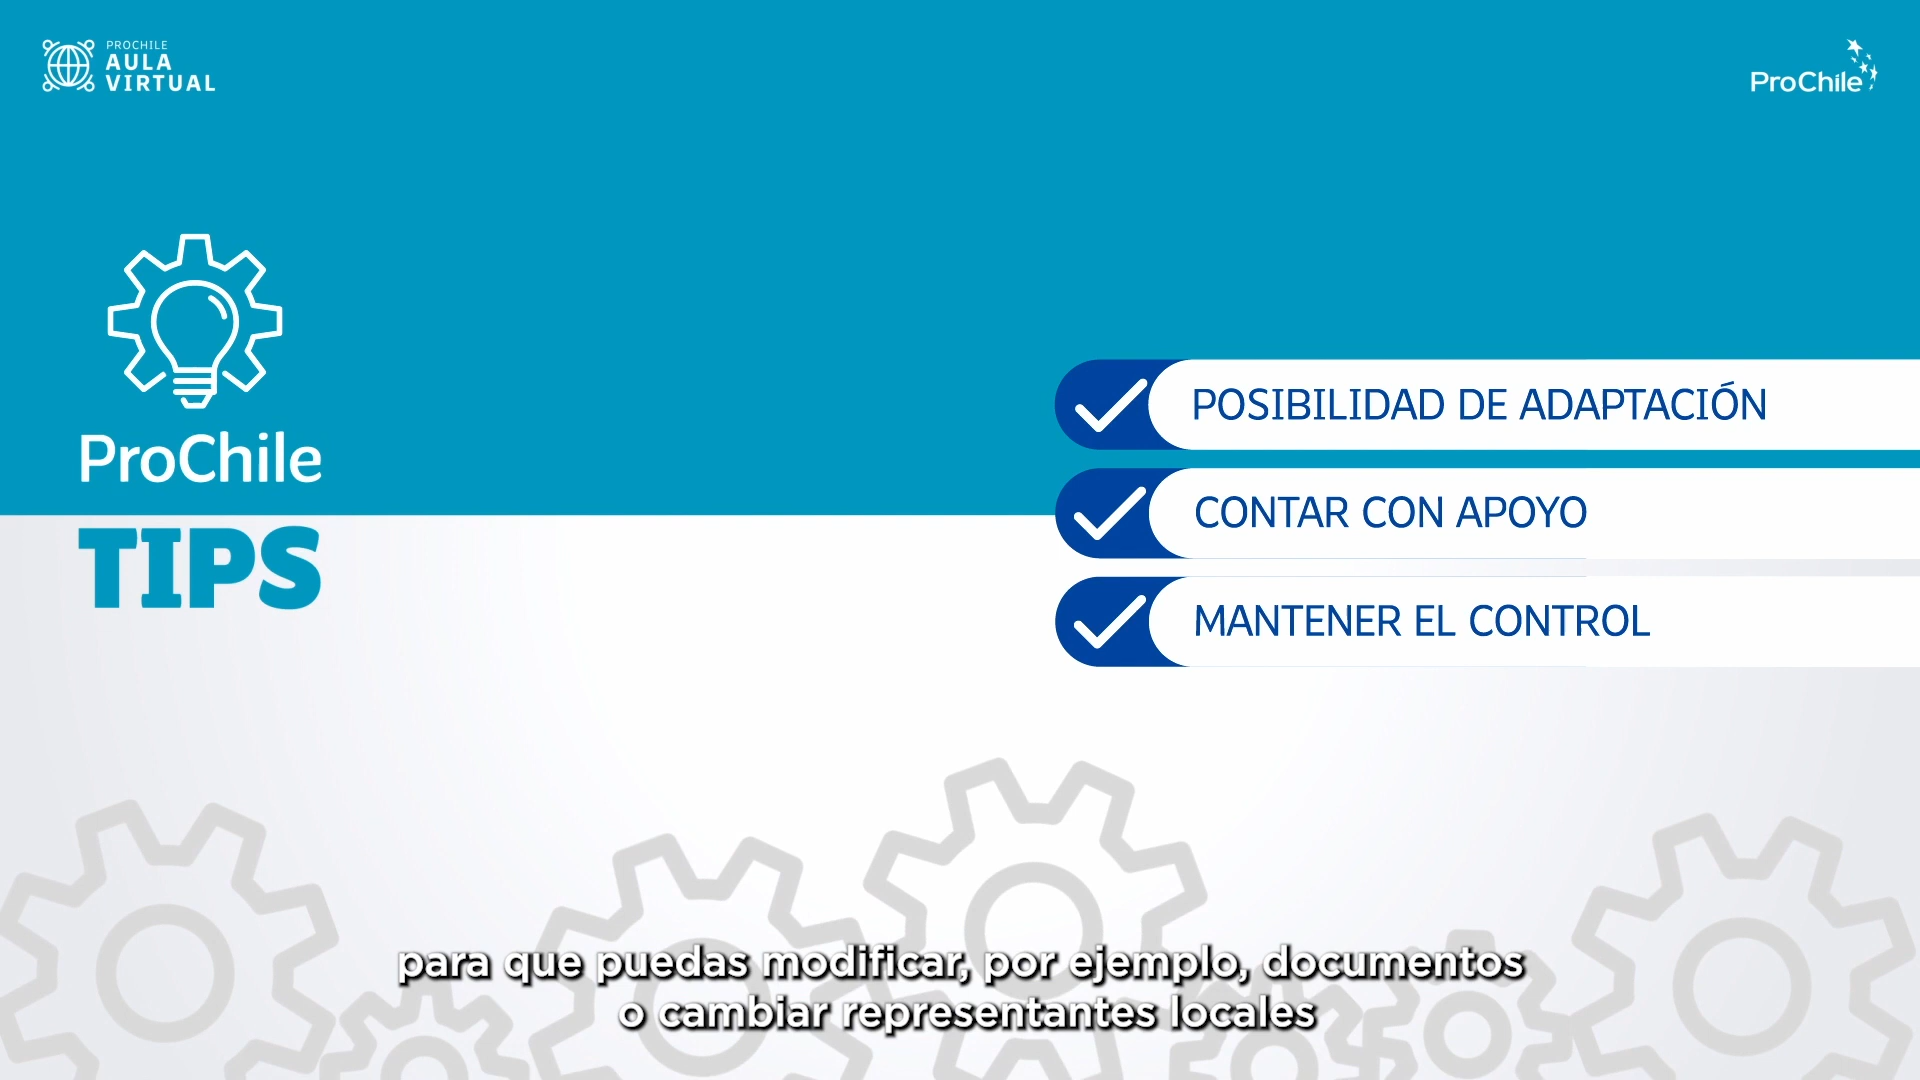 PROCHILE
AULA
VIRTUAL
ProChile
ProChile
TIPS
POSIBILIDAD DE ADAPTACIÓN
CONTAR CON APOYO
MANTENER EL CONTROL
para que puedas modificar, por ejemplo, documentos
o cambiar representantes locales